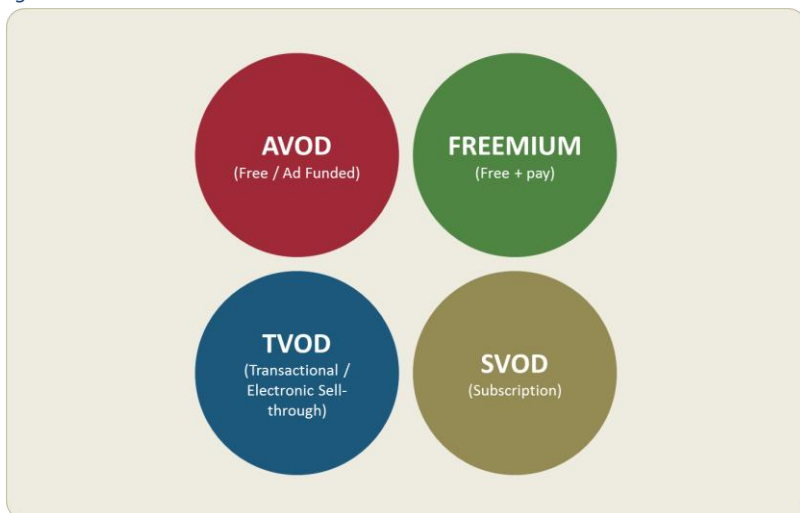 AVOD
(Free / Ad Funded)
FREEMIUM
(Free + pay)
TVOD
(Transactional /
Electronic Sell-
through)
SVOD
(Subscription)